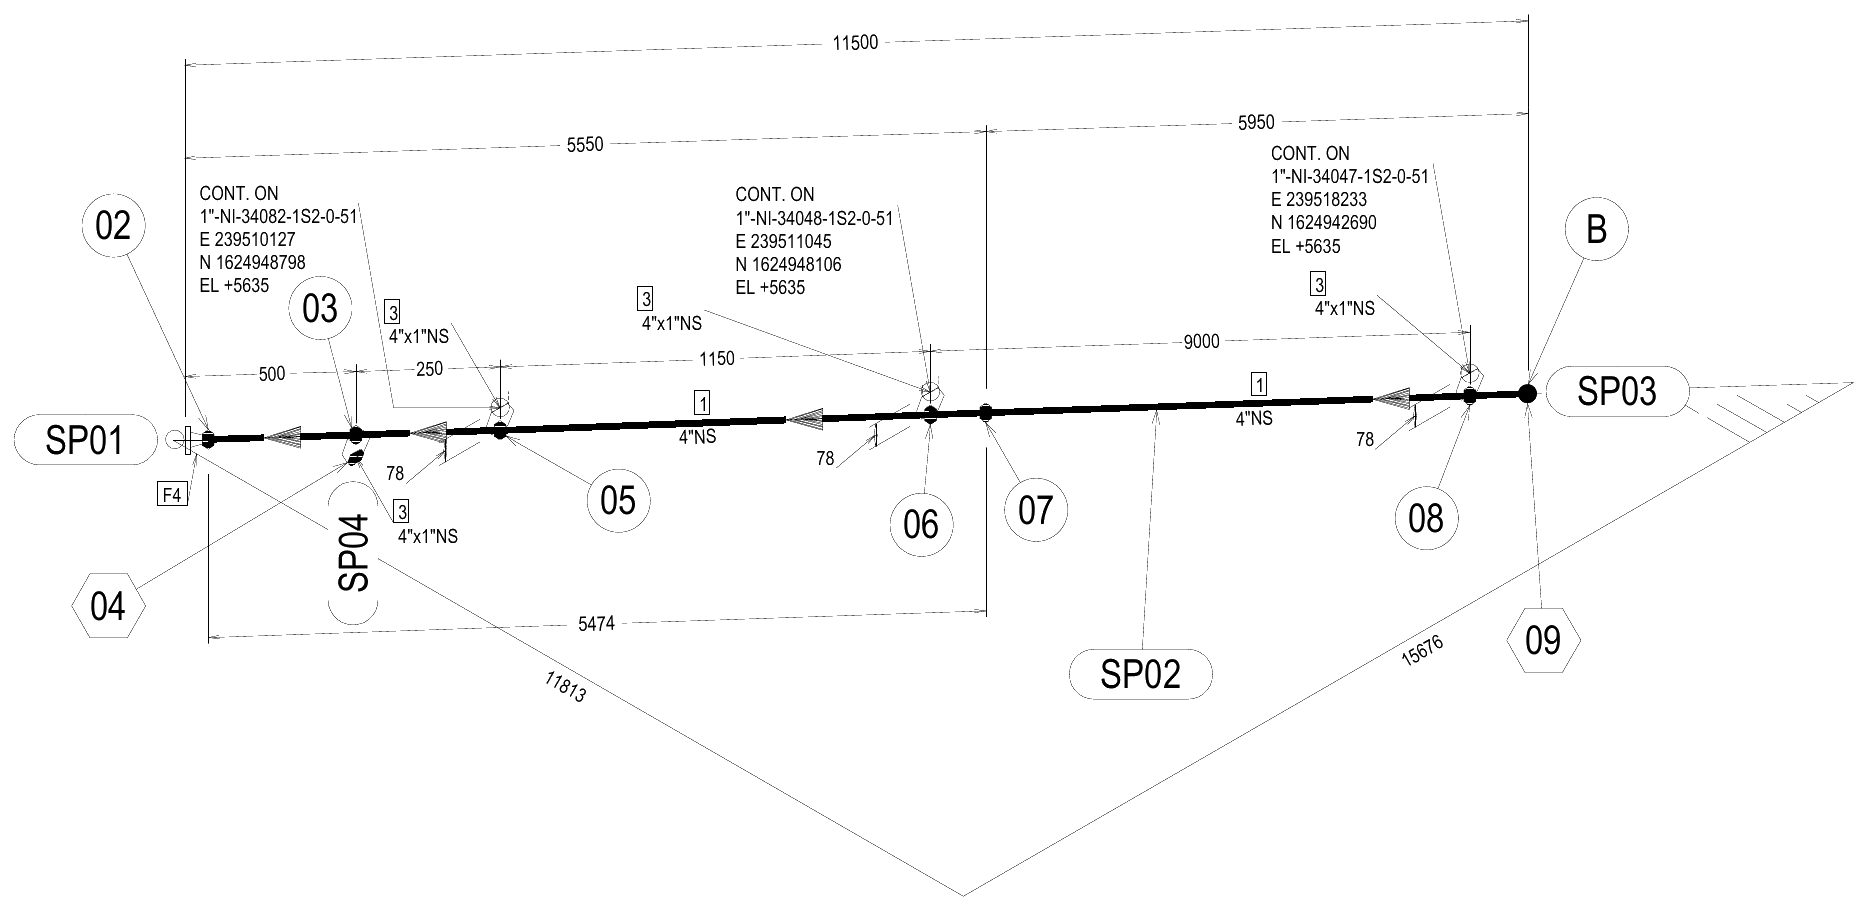 11500
5550
5950
CONT. ON
1"-NI-34082-1S2-0-51
E 239510127
N 1624948798
EL +5635
CONT. ON
1"-NI-34048-1S2-0-51
E 239511045
N 1624948106
EL +5635
CONT. ON
1"-NI-34047-1S2-0-51
E 239518233
N 1624942690
EL +5635
02
03
B
3
4"x1"NS
3
4"x1"NS
3
4"x1"NS
500
250
1150
9000
1
4"NS
1
4"NS
SP01
SP03
F4
78
78
78
3
4"x1"NS
SP04
05
06
07
08
04
09
5474
SP02
11813
15676